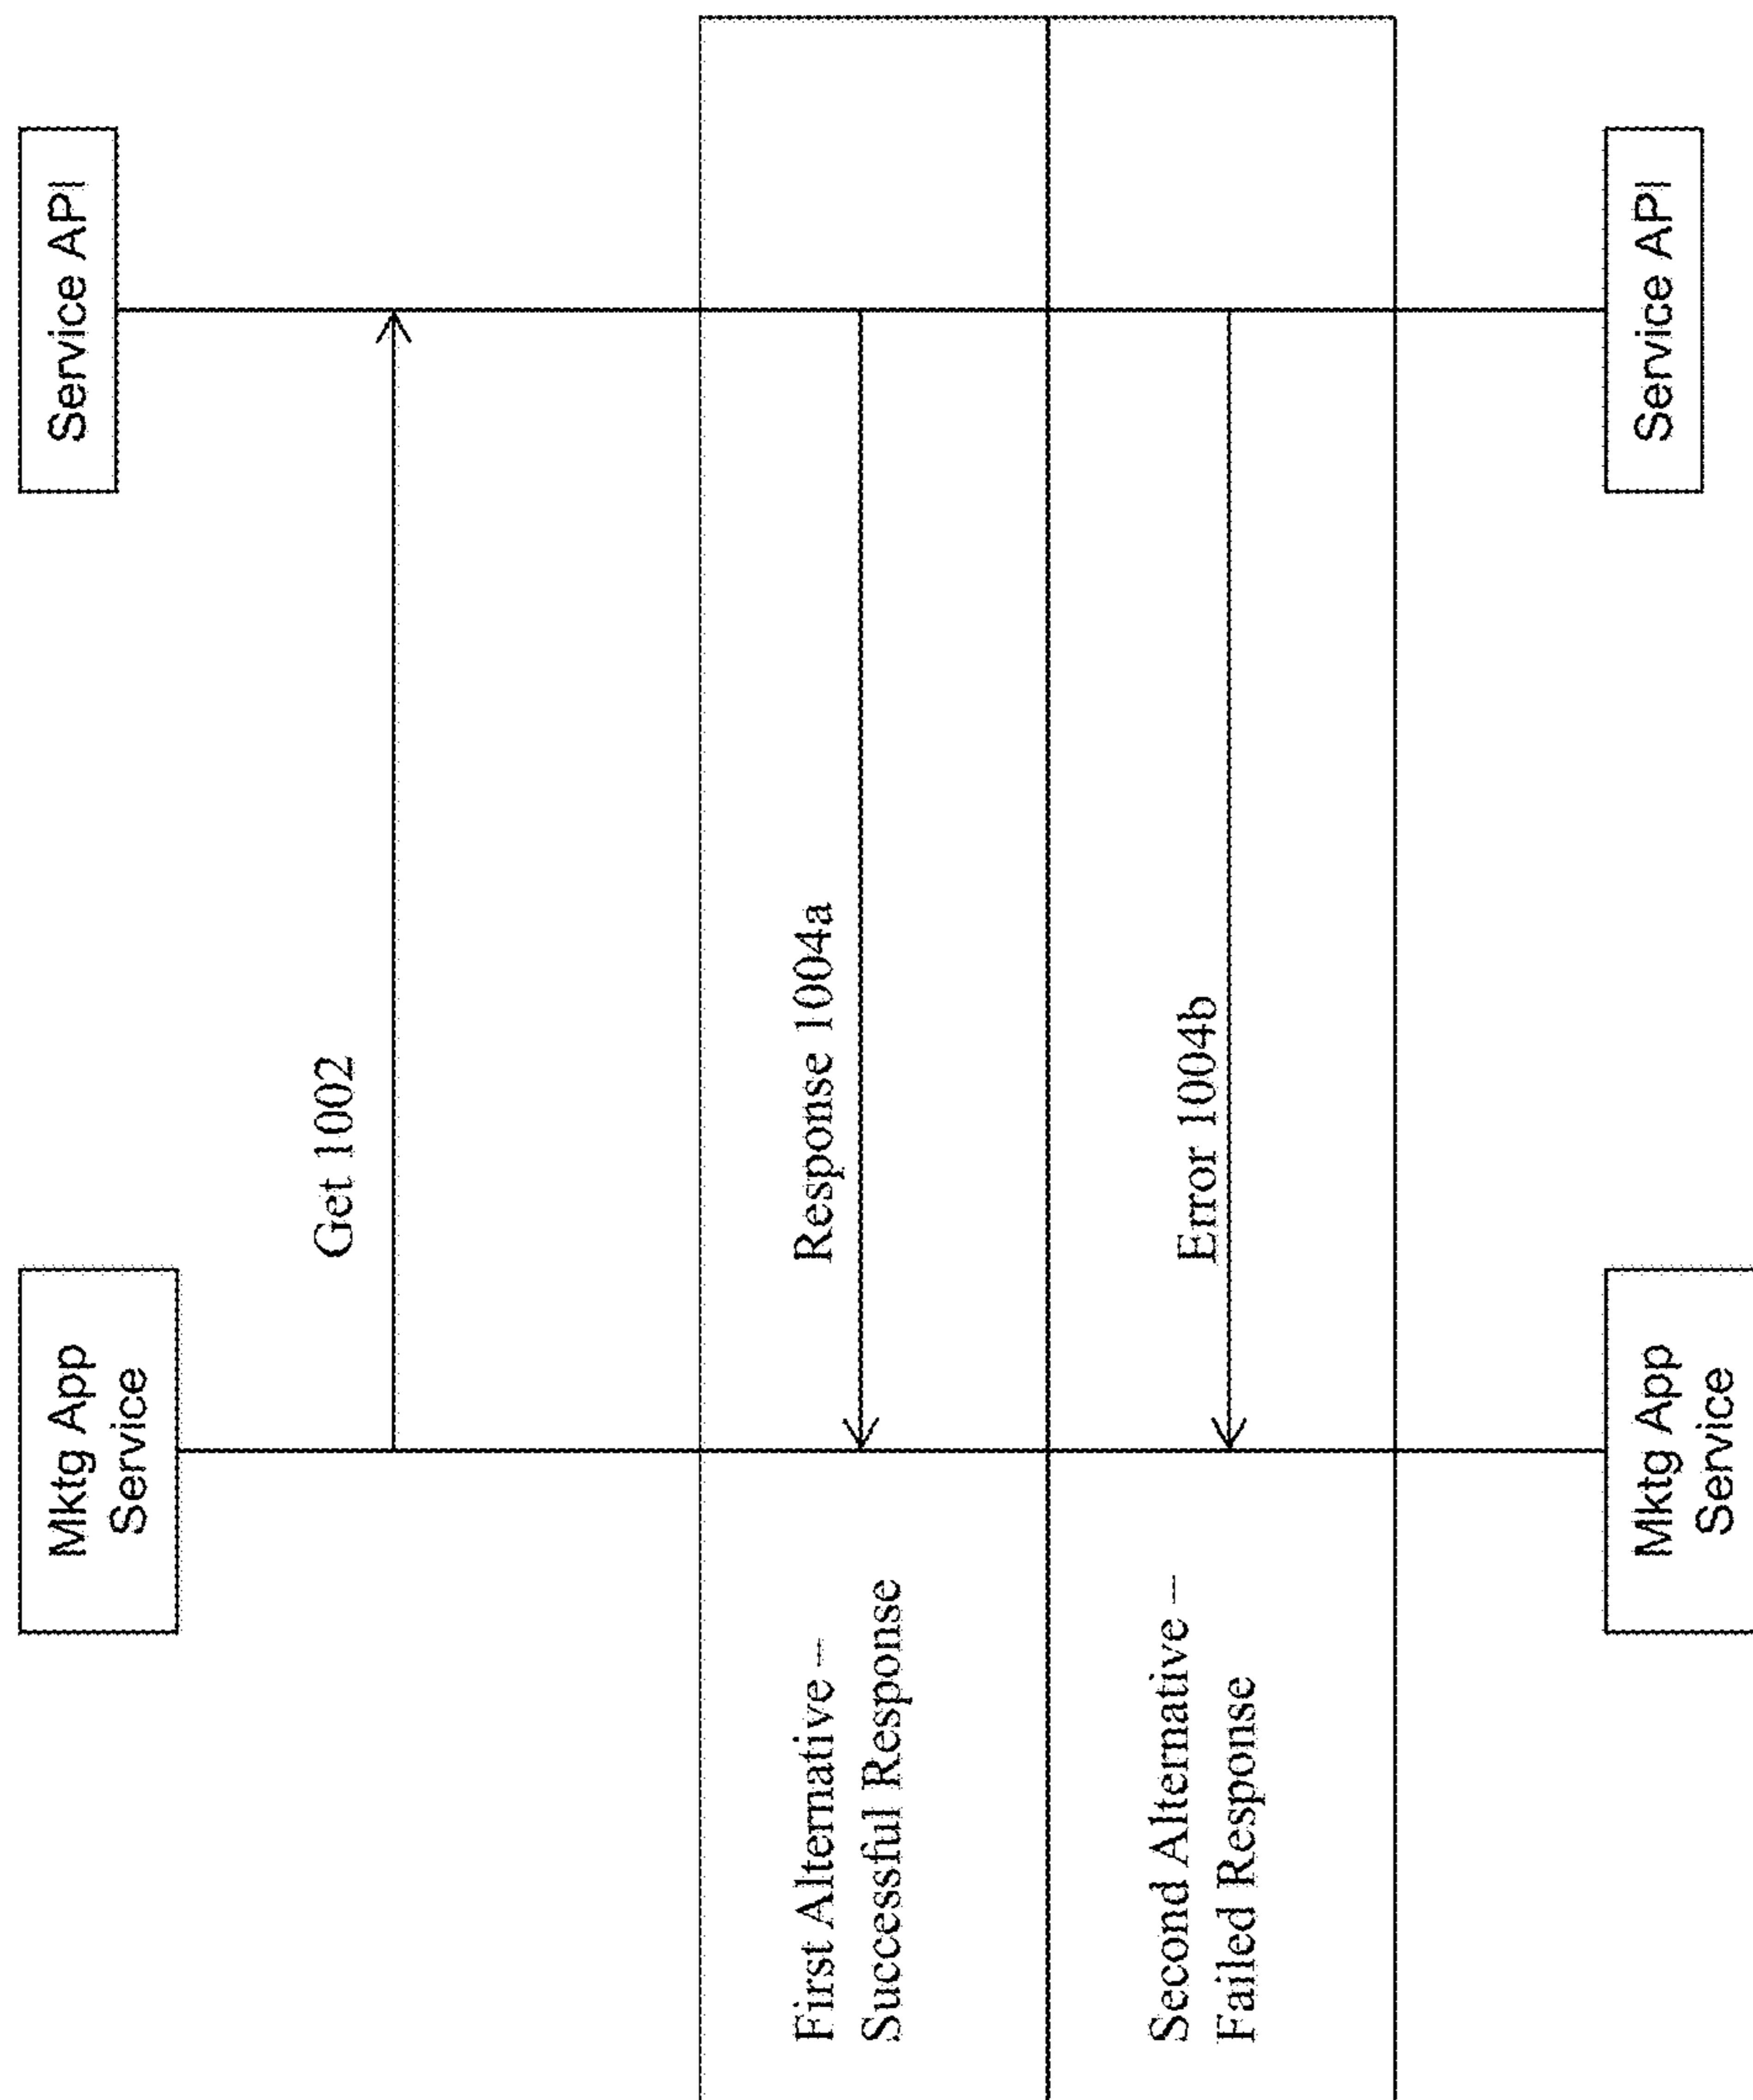 Mktg App
Service
Service API
Get 1002
First Alternative –
Successful Response
Response 1004a
Second Alternative –
Failed Response
Error 1004b
Mktg App
Service
Service API